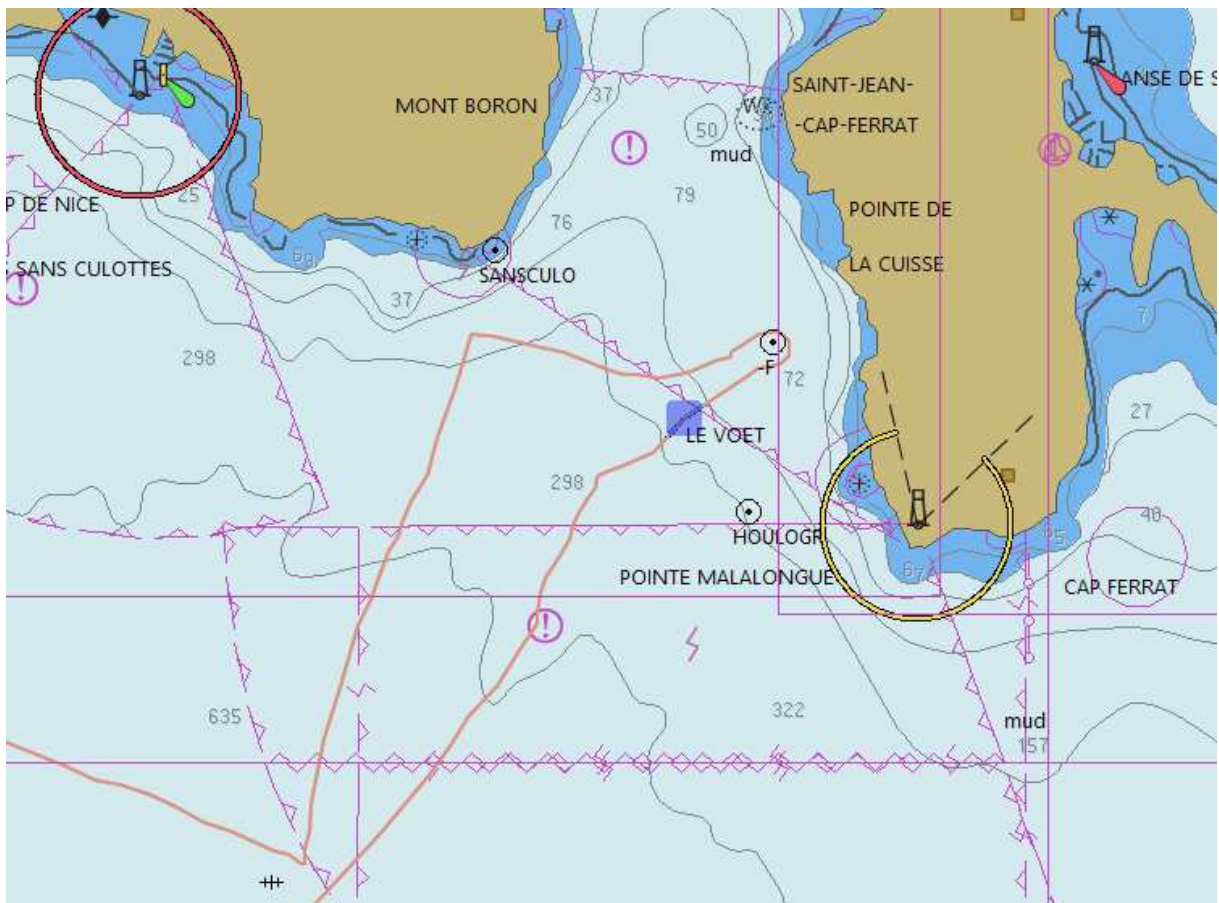 MONT BORON
37
50
W
mud
SAINT-JEAN-
-CAP-FERRAT
ANSE DE S
79
76
25
P DE NICE
POINTE DE
LA CUISSE
SANS CULOTTES
SANSCULO
37
298
-F
72
7
27
LE VOET
298
HOULOGR
40
POINTE MALALONGUE
CAP FERRAT
635
322
mud
157